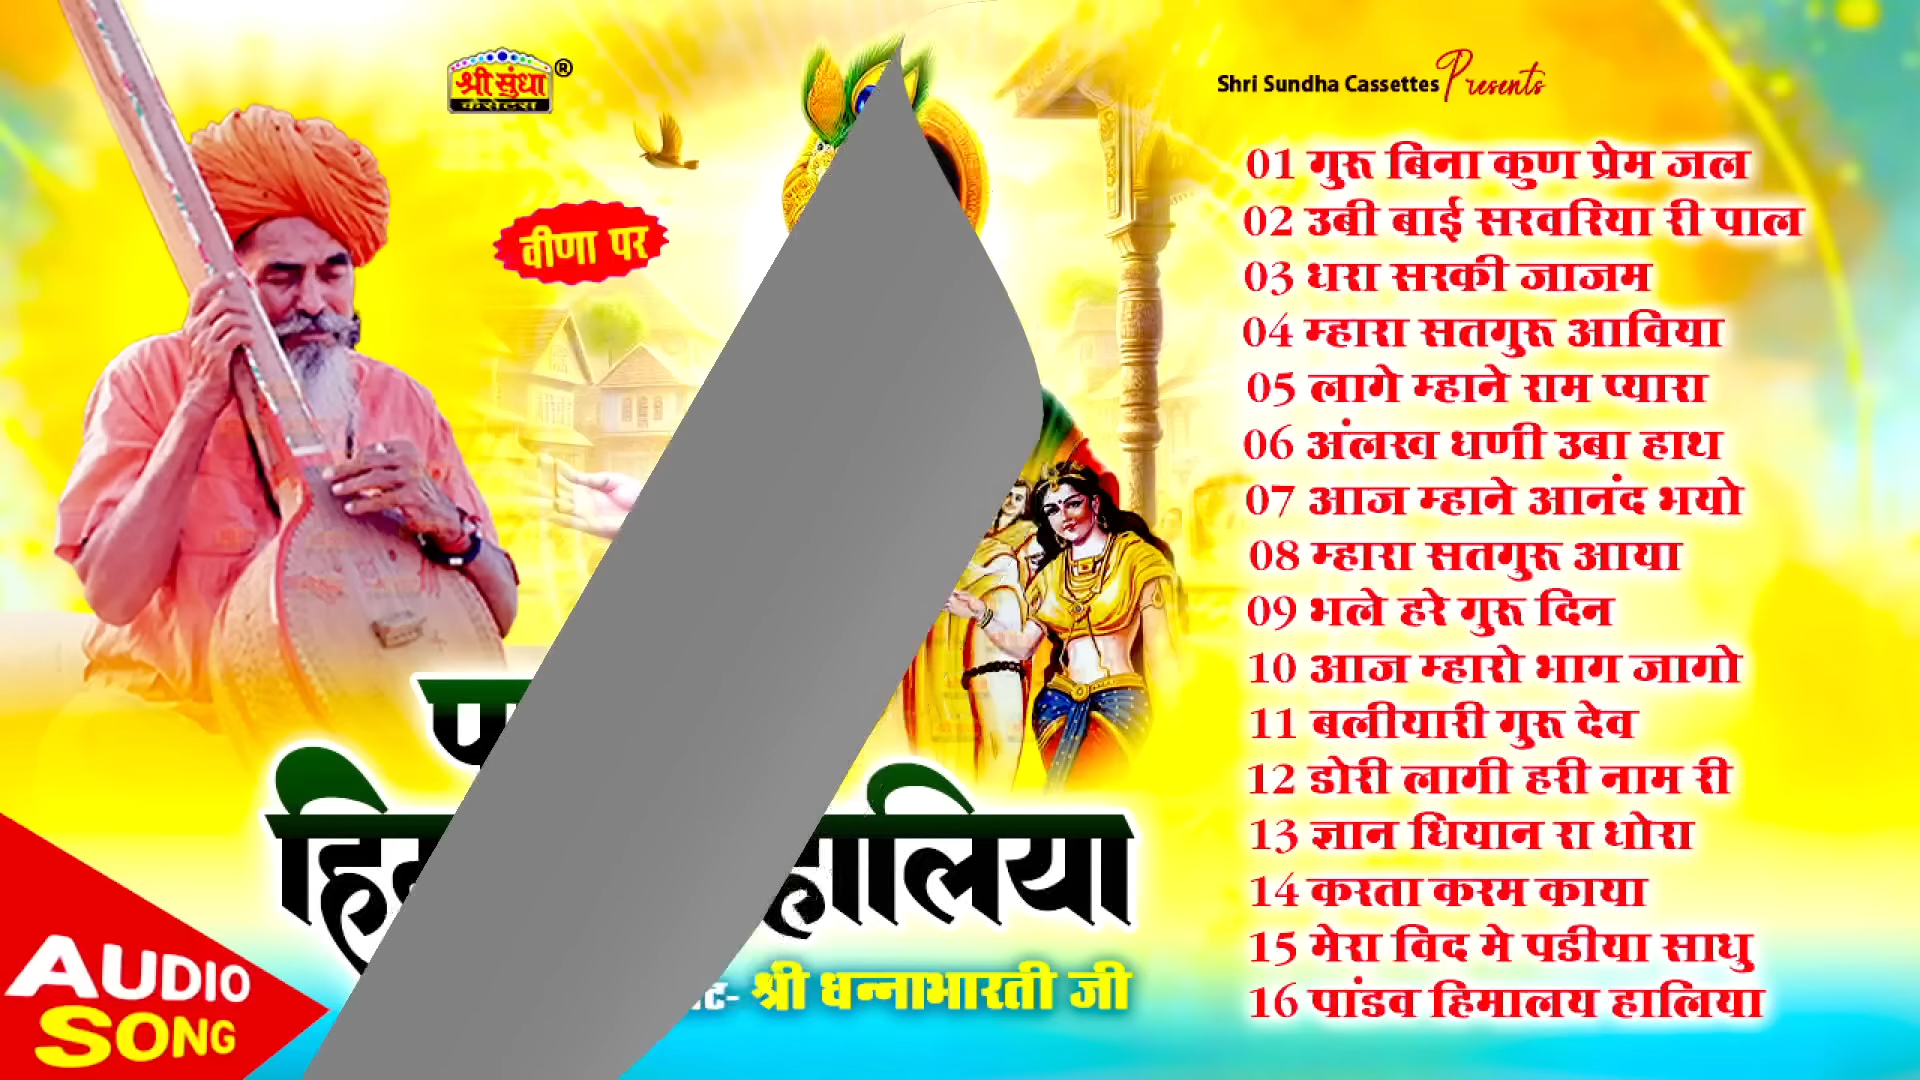 श्री सुंधा ®
कैसेट्स
वीणा पर
हालिया
श्री धन्नाभारती जी
AUDIO
SONG
Shri Sundha Cassettes Presents
01 गुरू बिना कुण प्रेम जल
02 उबी बाई सरवरिया री पाल
03 धरा सरकी जाजम
04 म्हारा सतगुरू आविया
05 लागे म्हाने राम प्यारा
06 अंलख धणी उबा हाथ
07 आज म्हाने आनंद भयो
08 म्हारा सतगुरू आया
09 भले हरे गुरू दिन
10 आज म्हारो भाग जागो
11 बलीयारी गुरू देव
12 डोरी लागी हरी नाम री
13 ज्ञान धियान रा धोरा
14 करता करम काया
15 मेरा विद मे पडीया साधु
16 पांडव हिमालय हालिया